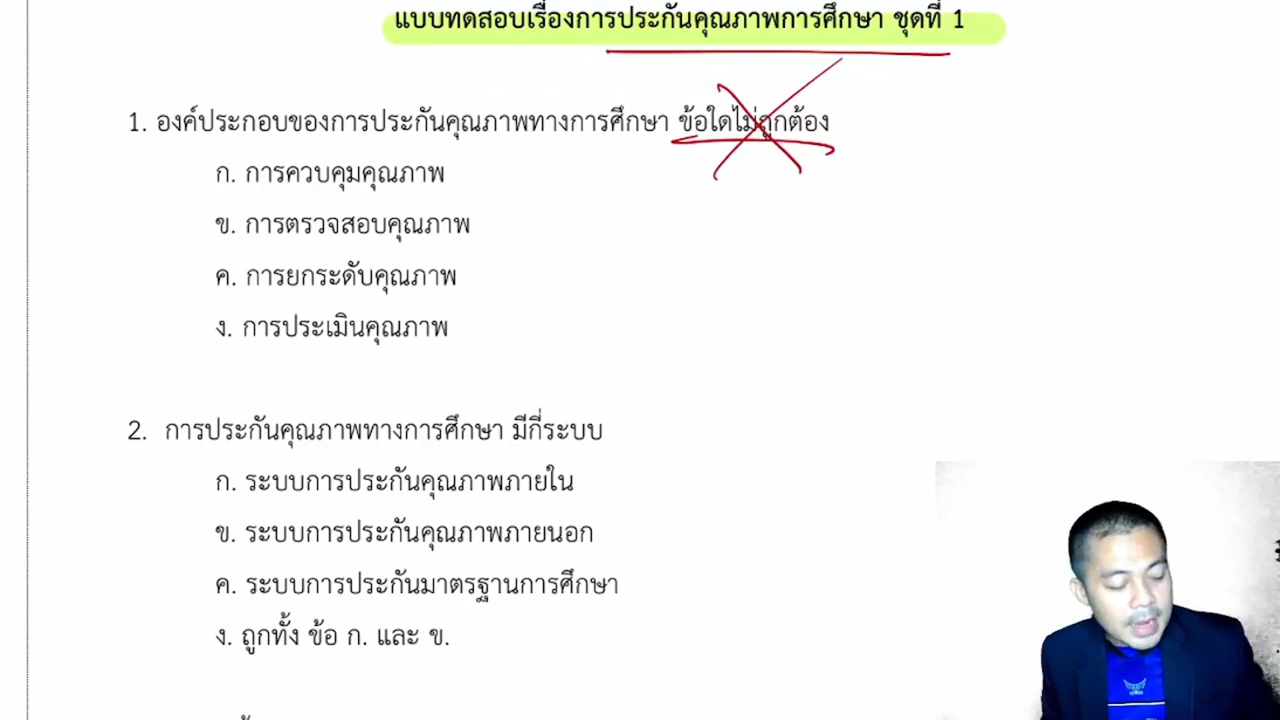 แบบทดสอบเรื่องการประกันคุณภาพการศึกษา ชุดที่ 1
1. องค์ประกอบของการประกันคุณภาพทางการศึกษา ข้อใดไม่ถูกต้อง
ก. การควบคุมคุณภาพ
ข. การตรวจสอบคุณภาพ
ค. การยกระดับคุณภาพ
ง. การประเมินคุณภาพ
2. การประกันคุณภาพทางการศึกษา มีกี่ระบบ
ก. ระบบการประกันคุณภาพภายใน
ข. ระบบการประกันคุณภาพภายนอก
ค. ระบบการประกันมาตรฐานการศึกษา
ง. ถูกทั้ง ข้อ ก. และ ข.